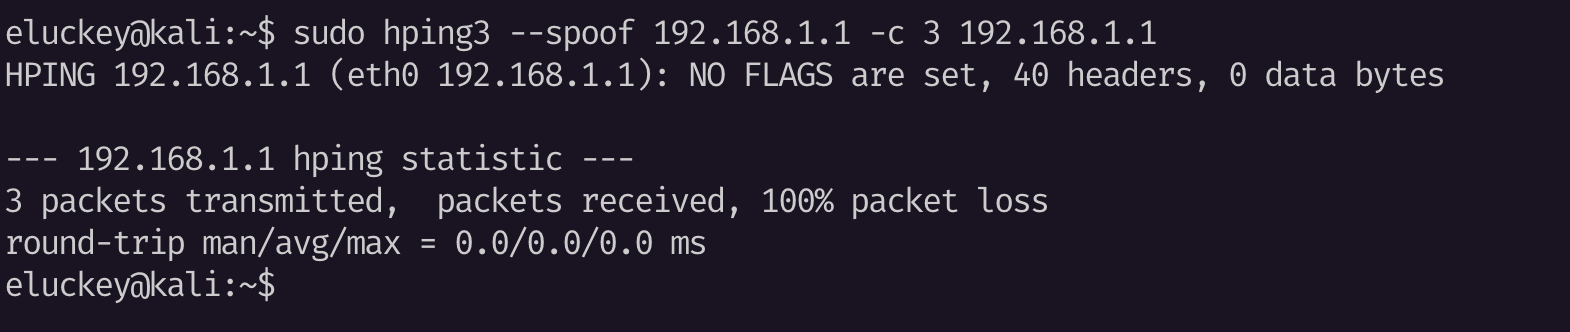 eluckey@kali:~$ sudo hping3 --spoof 192.168.1.1 -c 3 192.168.1.1
HPING 192.168.1.1 (eth0 192.168.1.1): NO FLAGS are set, 40 headers, 0 data bytes

--- 192.168.1.1 hping statistic ---
3 packets transmitted,  packets received, 100% packet loss
round-trip man/avg/max = 0.0/0.0/0.0 ms
eluckey@kali:~$